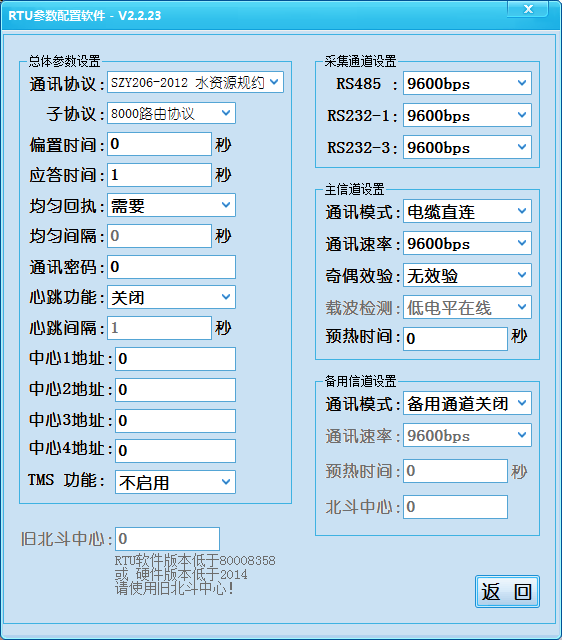 RTU参数配置软件 - V2.2.23
总体参数设置
通讯协议: SZY206-2012 水资源规约
子协议: 8000路由协议
偏置时间: 0 秒
应答时间: 1 秒
均匀回执: 需要
均匀间隔: 0 秒
通讯密码: 0
心跳功能: 关闭
心跳间隔: 1 秒
中心1地址: 0
中心2地址: 0
中心3地址: 0
中心4地址: 0
TMS 功能: 不启用
旧北斗中心: 0
RTU软件版本低于80008358
或 硬件版本低于2014
请使用旧北斗中心!
采集通道设置
RS485 : 9600bps
RS232-1: 9600bps
RS232-3: 9600bps
主信道设置
通讯模式: 电缆直连
通讯速率: 9600bps
奇偶效验: 无效验
载波检测: 低电平在线
预热时间: 0 秒
备用信道设置
通讯模式: 备用通道关闭
通讯速率: 9600bps
预热时间: 0 秒
北斗中心: 0
返 回